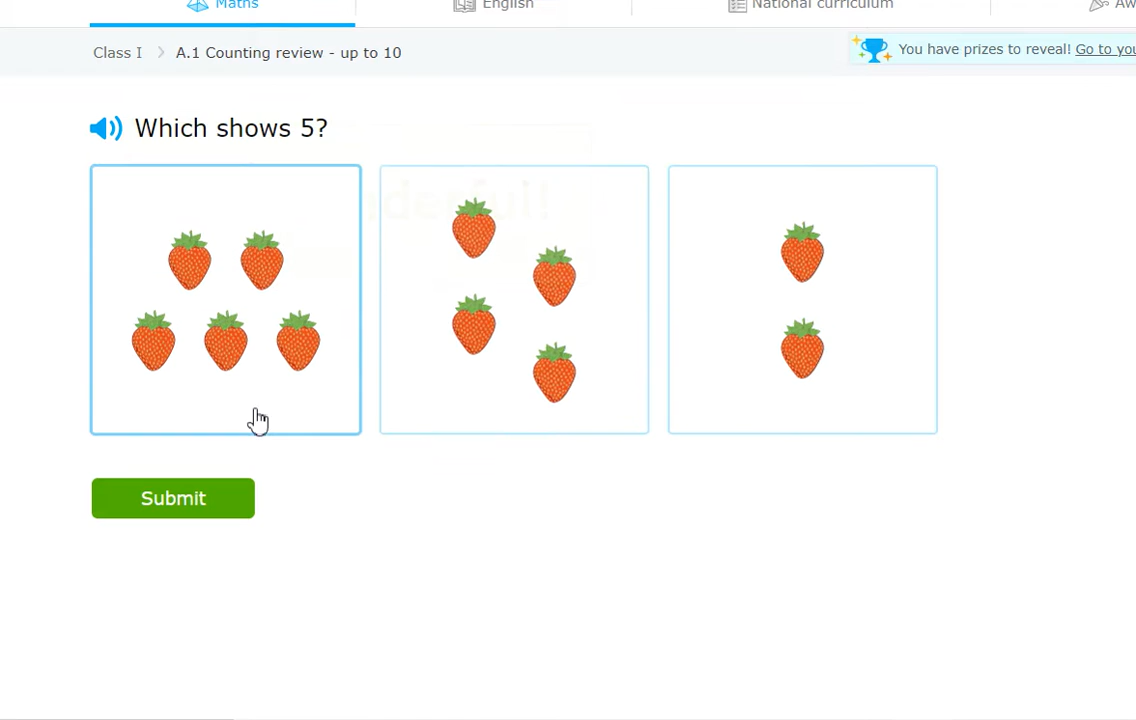 Maths
English
National curriculum
Class I
A.1 Counting review - up to 10
You have prizes to reveal! Go to
Which shows 5?
Submit